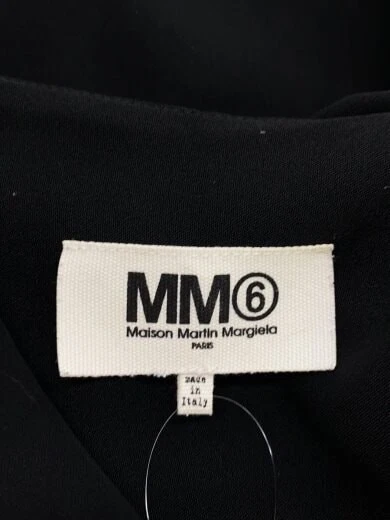 MM⑥
Maison Martin Margiela
PARIS
MADE
in
Italy